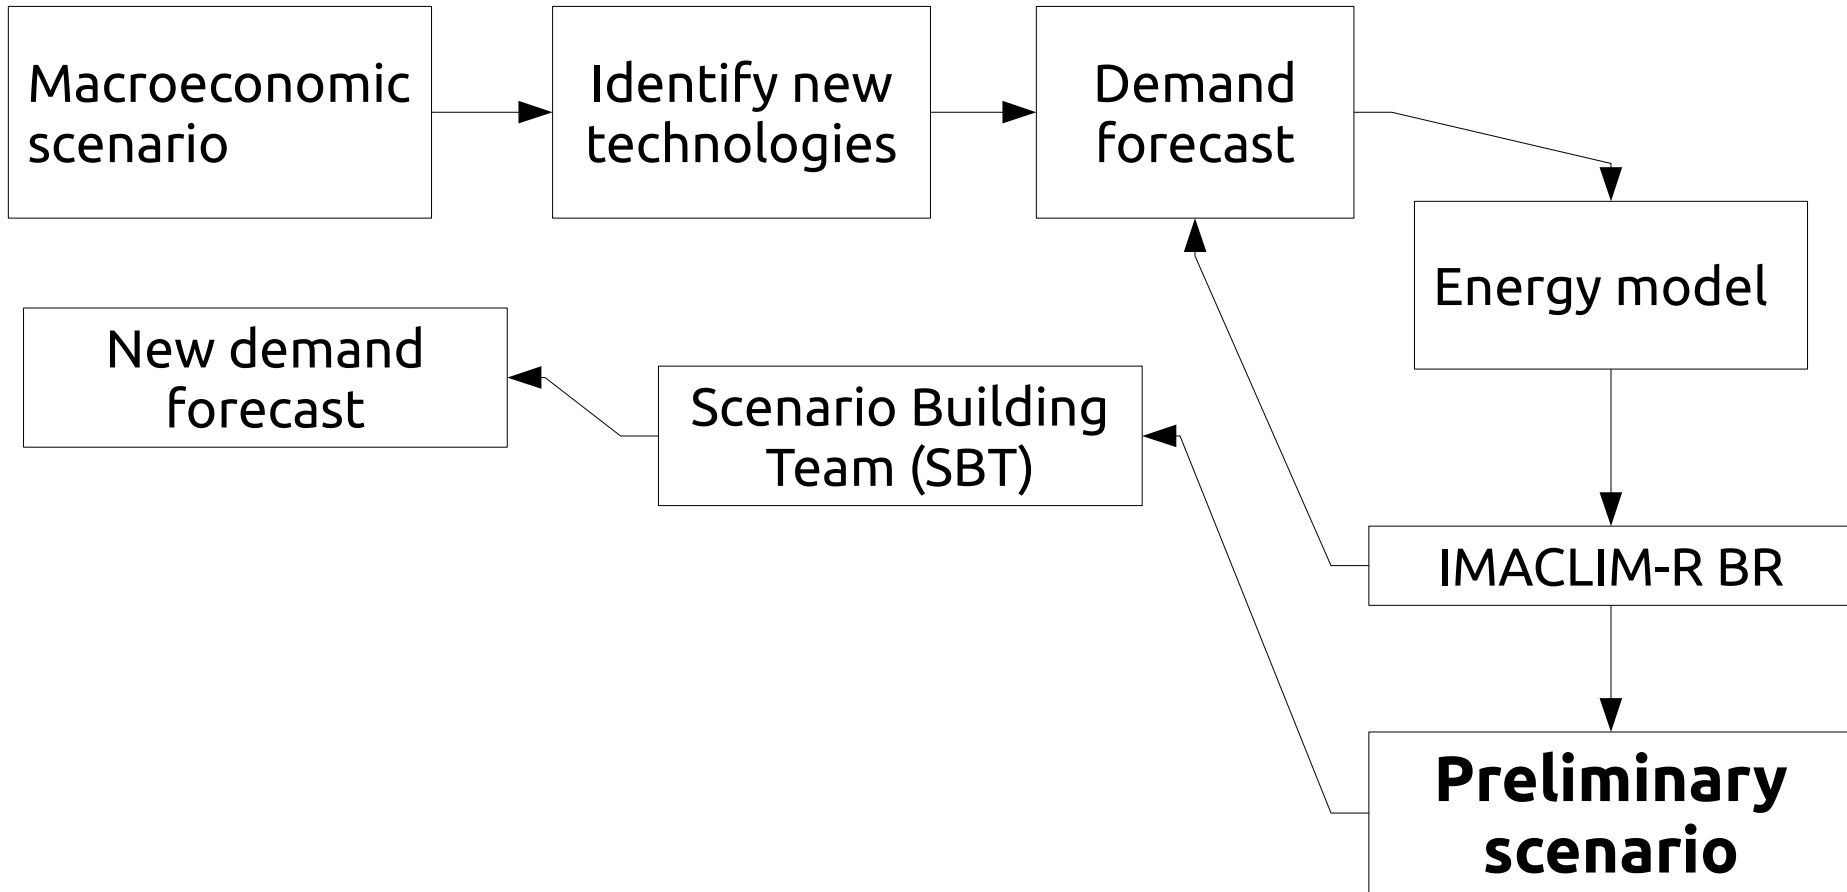 Macroeconomic
scenario
Identify new
technologies
Demand
forecast
Energy model
New demand
forecast
Scenario Building
Team (SBT)
IMACLIM-R BR
Preliminary
scenario